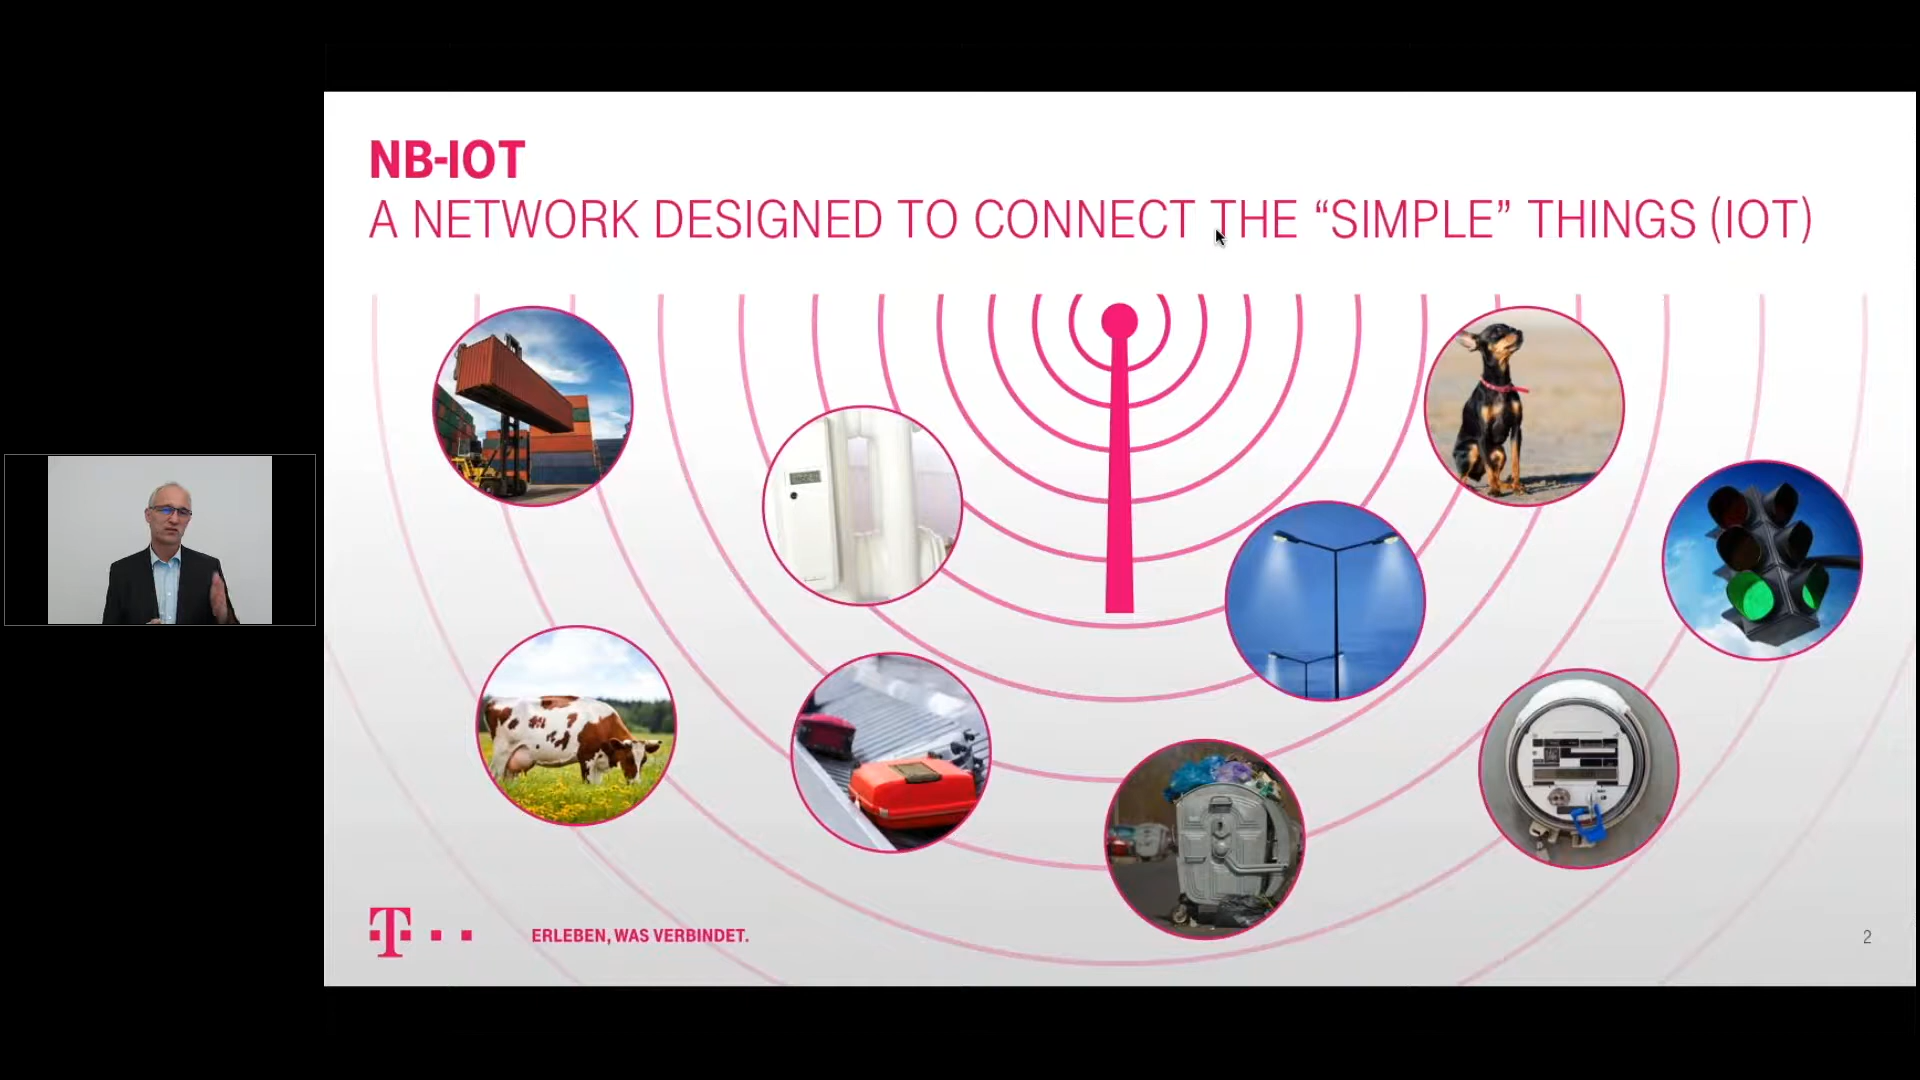 NB-IOT
A NETWORK DESIGNED TO CONNECT THE “SIMPLE” THINGS (IOT)
T
ERLEBEN, WAS VERBINDET.
2